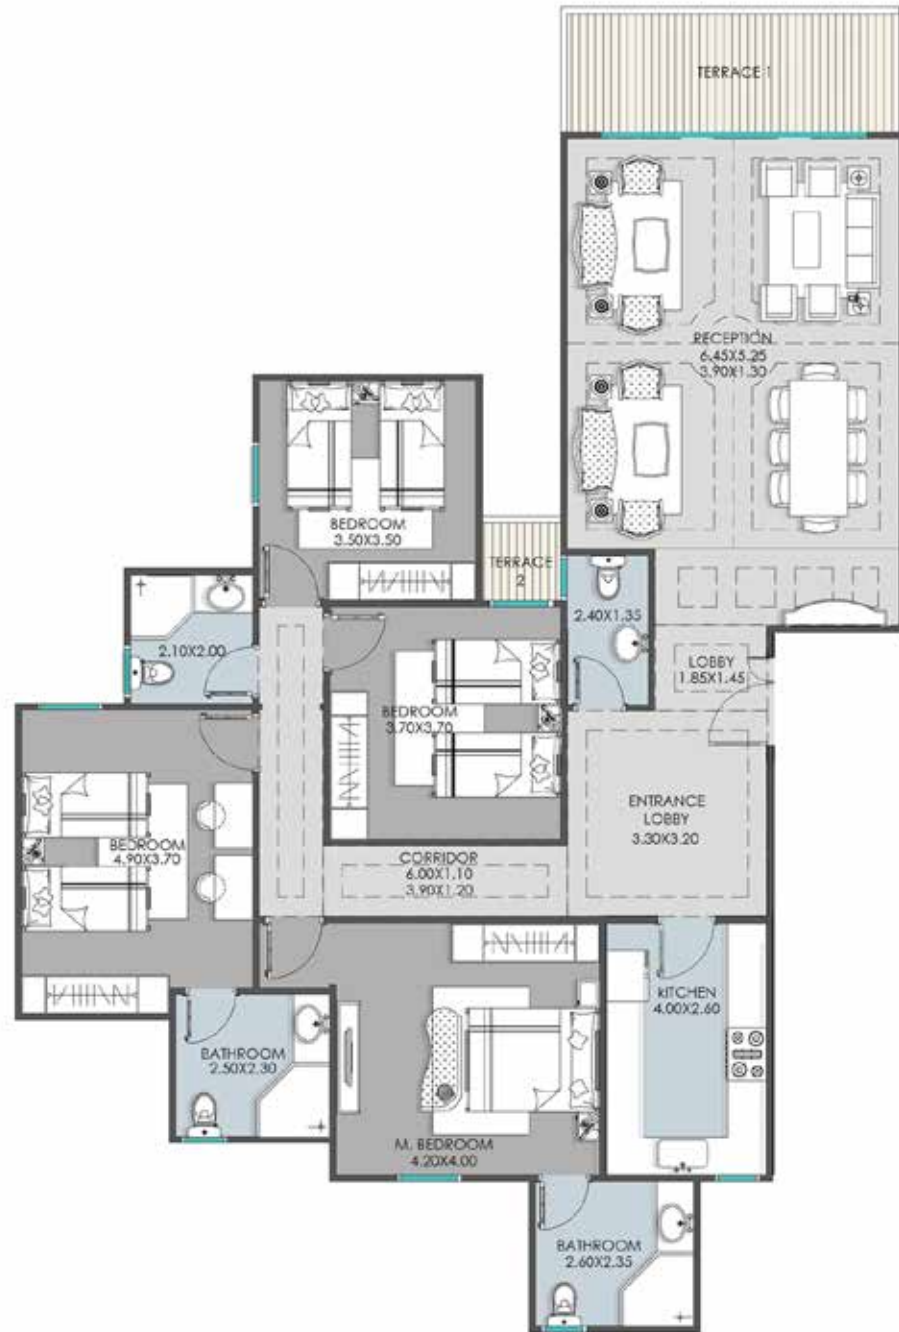 TERRACE 1
RECEPTION
6.45X5.25
3.90X1.30
BEDROOM
3.50X3.50
TERRACE
2
2.40X1.35
2.10X2.00
LOBBY
1.85X1.45
BEDROOM
3.70X3.70
ENTRANCE
LOBBY
3.30X3.20
BEDROOM
4.90X3.70
CORRIDOR
6.00X1.10
3.90X1.20
KITCHEN
4.00X2.60
BATHROOM
2.50X2.30
M. BEDROOM
4.20X4.00
BATHROOM
2.60X2.35